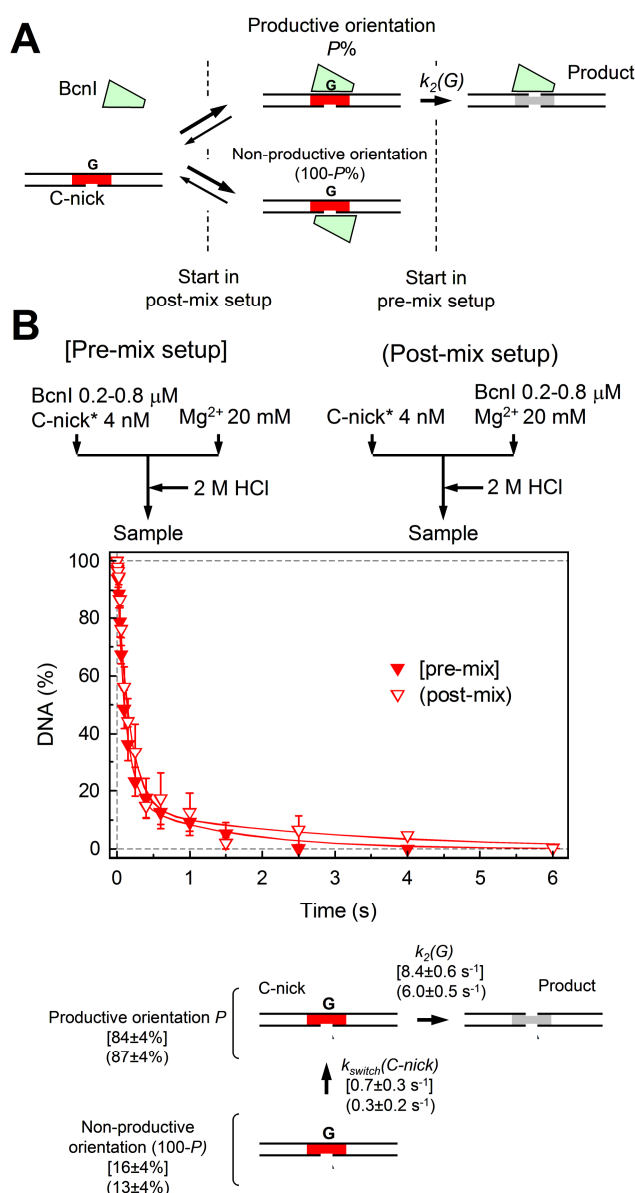 A
Productive orientation
P%
BcnI
G
k2(G)
Product
G
C-nick
Non-productive orientation
(100-P%)
G
Start in
post-mix setup
Start in
pre-mix setup
B
[Pre-mix setup]
(Post-mix setup)
BcnI 0.2-0.8 μM
C-nick* 4 nM
Mg2+ 20 mM
C-nick* 4 nM
BcnI 0.2-0.8 μM
Mg2+ 20 mM
2 M HCl
2 M HCl
Sample
Sample
100
80
60
40
20
0
DNA (%)
[pre-mix]
(post-mix)
0
1
2
3
4
5
6
Time (s)
k2(G)
[8.4±0.6 s-1]
(6.0±0.5 s-1)
C-nick
G
Product
Productive orientation P
[84±4%]
(87±4%)
kswitch(C-nick)
[0.7±0.3 s-1]
(0.3±0.2 s-1)
Non-productive
orientation (100-P)
[16±4%]
(13±4%)
G